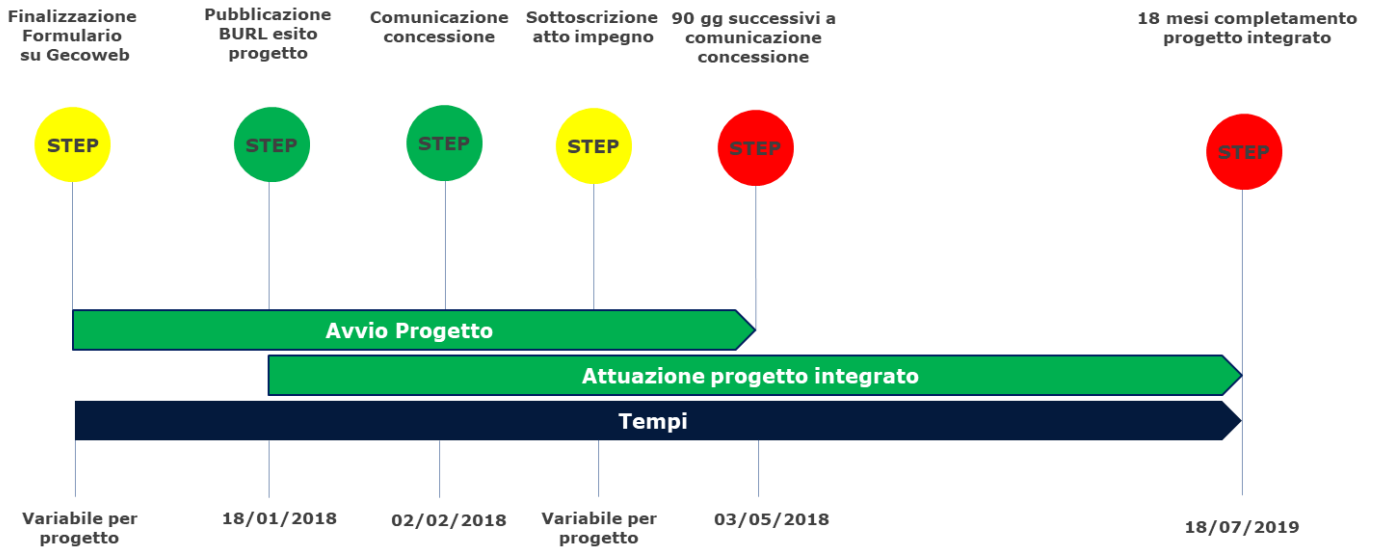 Finalizzazione
Formulario
su Gecoweb
Pubblicazione
BURL esito
progetto
Comunicazione
concessione
Sottoscrizione
atto impegno
90 gg successivi a
comunicazione
concessione
18 mesi completamento
progetto integrato
STEP
STEP
STEP
STEP
STEP
STEP
Avvio Progetto
Attuazione progetto integrato
Tempi
Variabile per
progetto
18/01/2018
02/02/2018
Variabile per
progetto
03/05/2018
18/07/2019